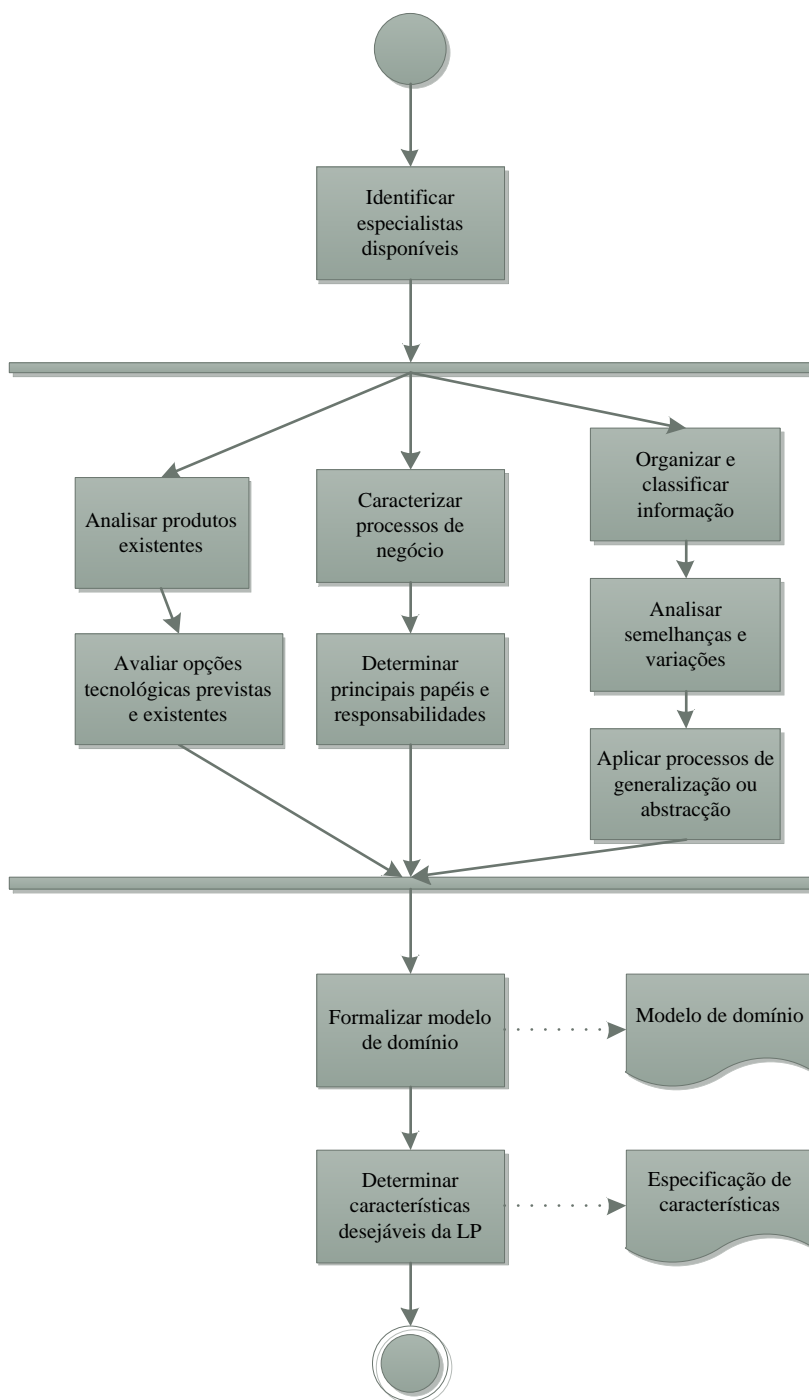 Identificar
especialistas
disponíveis
Analisar produtos
existentes
Avaliar opções
tecnológicas previstas
e existentes
Caracterizar
processos de
negócio
Determinar
principais papéis e
responsabilidades
Organizar e
classificar
informação
Analisar
semelhanças e
variações
Aplicar processos de
generalização ou
abstracção
Formalizar modelo
de domínio
Modelo de domínio
Determinar
características
desejáveis da LP
Especificação de
características